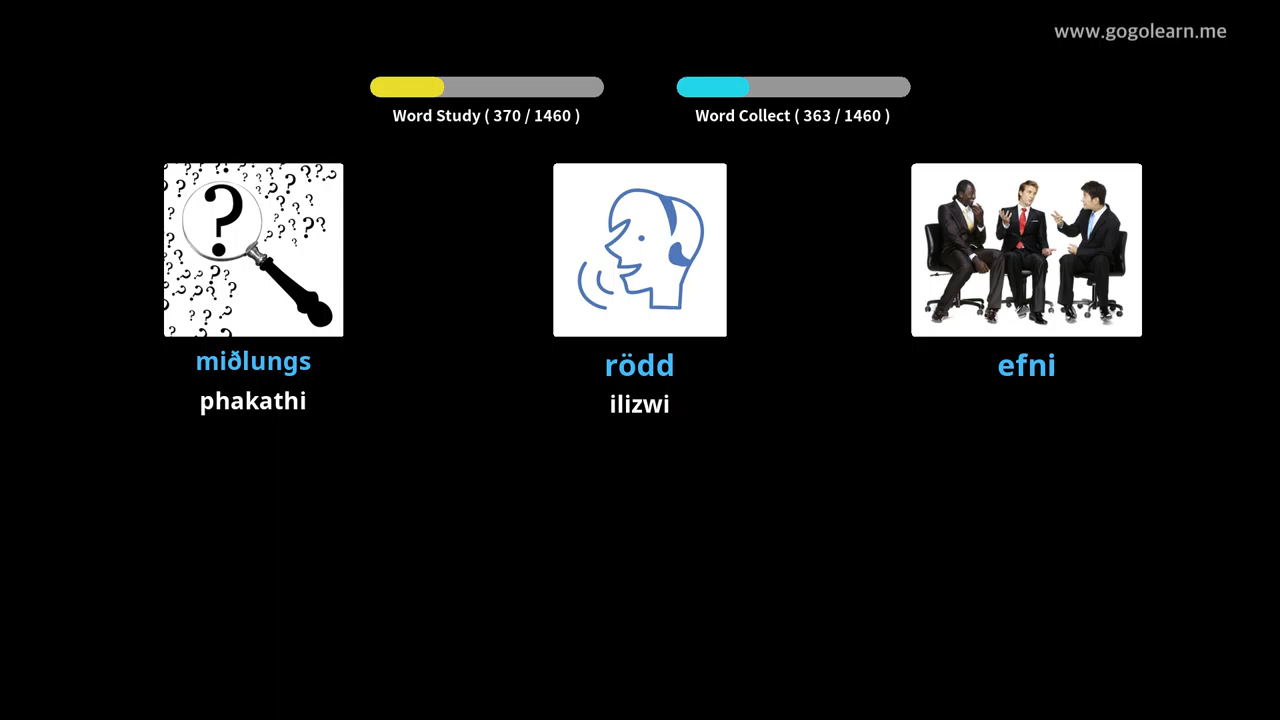 www.gogolearn.me
Word Study ( 370 / 1460 )
Word Collect ( 363 / 1460 )
miðlungs
rödd
efni
phakathi
ilizwi